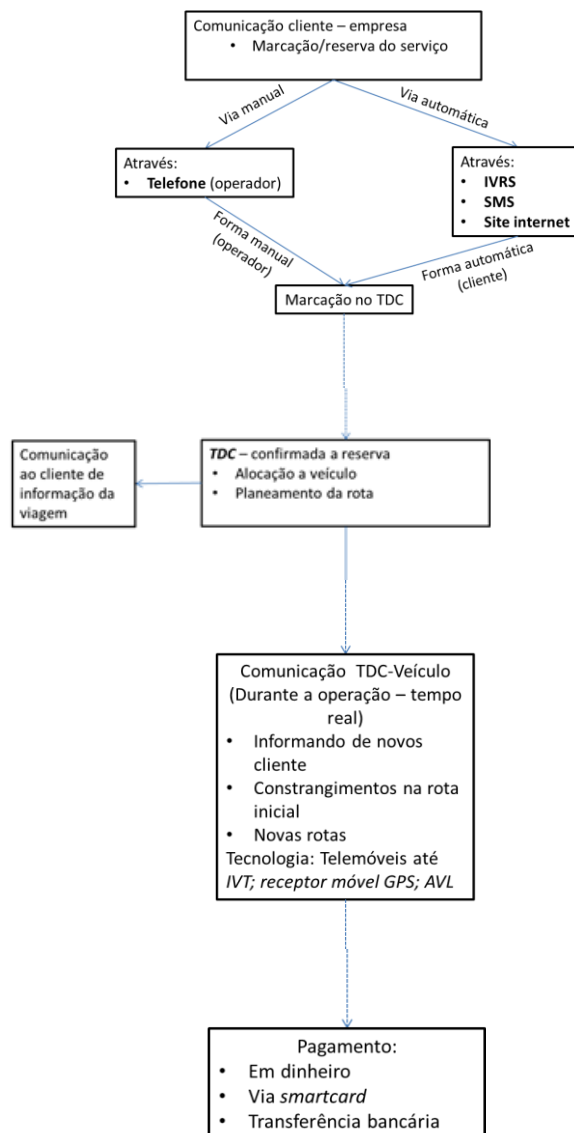 Comunicação cliente – empresa
• Marcação/reserva do serviço
Via manual
Via automática
Através:
• Telefone (operador)
Através:
• IVRS
• SMS
• Site internet
Forma manual
(operador)
Forma automática
(cliente)
Marcação no TDC
Comunicação
ao cliente de
informação da
viagem
TDC – confirmada a reserva
• Alocação a veículo
• Planeamento da rota
Comunicação TDC-Veículo
(Durante a operação – tempo
real)
• Informando de novos
cliente
• Constrangimentos na rota
inicial
• Novas rotas
Tecnologia: Telemóveis até
IVT; receptor móvel GPS; AVL
Pagamento:
• Em dinheiro
• Via smartcard
• Transferência bancária